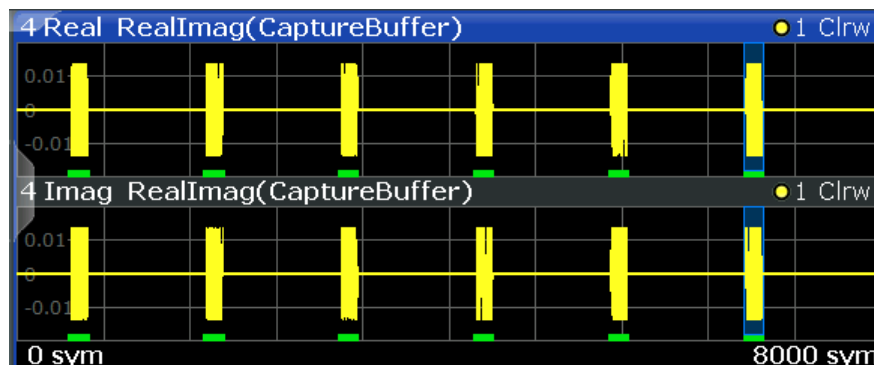 4 Real RealImag(CaptureBuffer) 1 Clrw
0.01
0
-0.01
4 Imag RealImag(CaptureBuffer) 1 Clrw
0.01
0
-0.01
0 sym 8000 sym